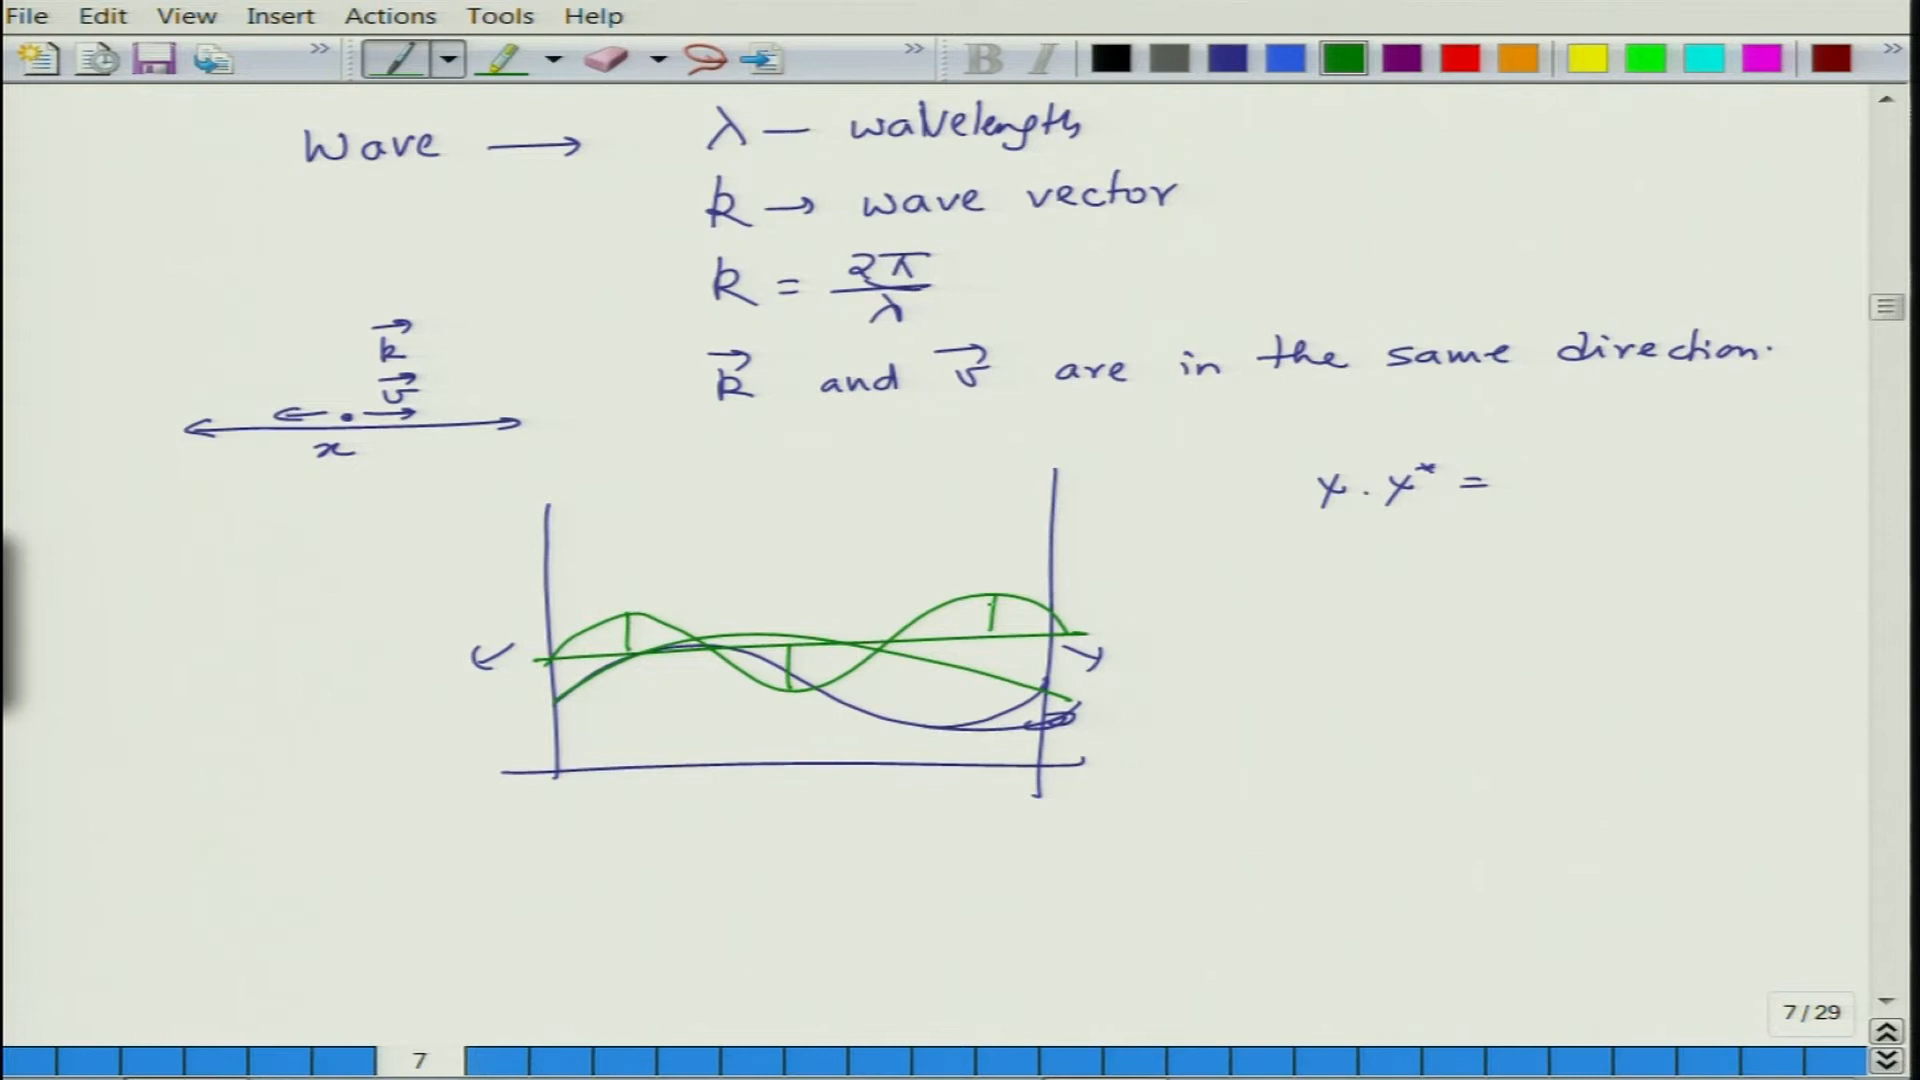 File Edit View Insert Actions Tools Help
B I
Wave → λ — wavelength
k → wave vector
k = 2π/λ
k⃗
v⃗
x
k⃗ and v⃗ are in the same direction.
ψ . ψ* =
7 / 29
7